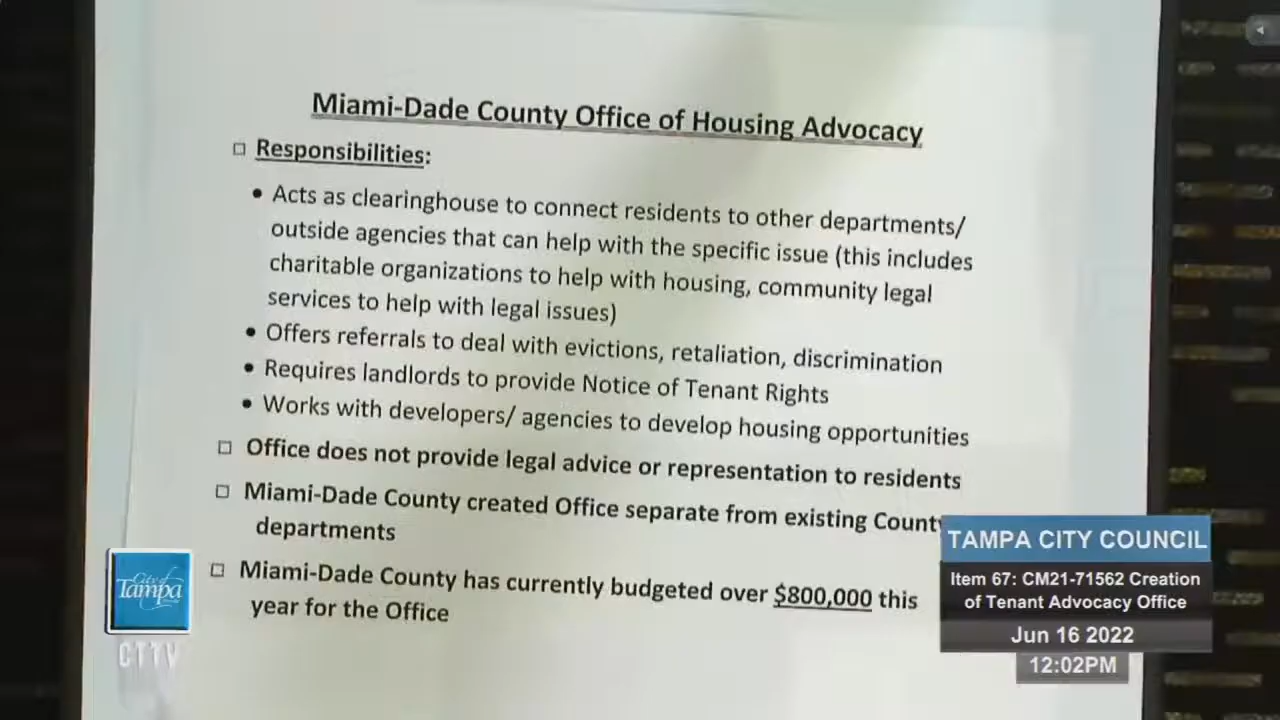 Miami-Dade County Office of Housing Advocacy
□ Responsibilities:
• Acts as clearinghouse to connect residents to other departments/
outside agencies that can help with the specific issue (this includes
charitable organizations to help with housing, community legal
services to help with legal issues)
• Offers referrals to deal with evictions, retaliation, discrimination
• Requires landlords to provide Notice of Tenant Rights
• Works with developers/ agencies to develop housing opportunities
□ Office does not provide legal advice or representation to residents
□ Miami-Dade County created Office separate from existing County
departments
□ Miami-Dade County has currently budgeted over $800,000 this
year for the Office
City of
Tampa
CTTV
TAMPA CITY COUNCIL
Item 67: CM21-71562 Creation
of Tenant Advocacy Office
Jun 16 2022
12:02PM